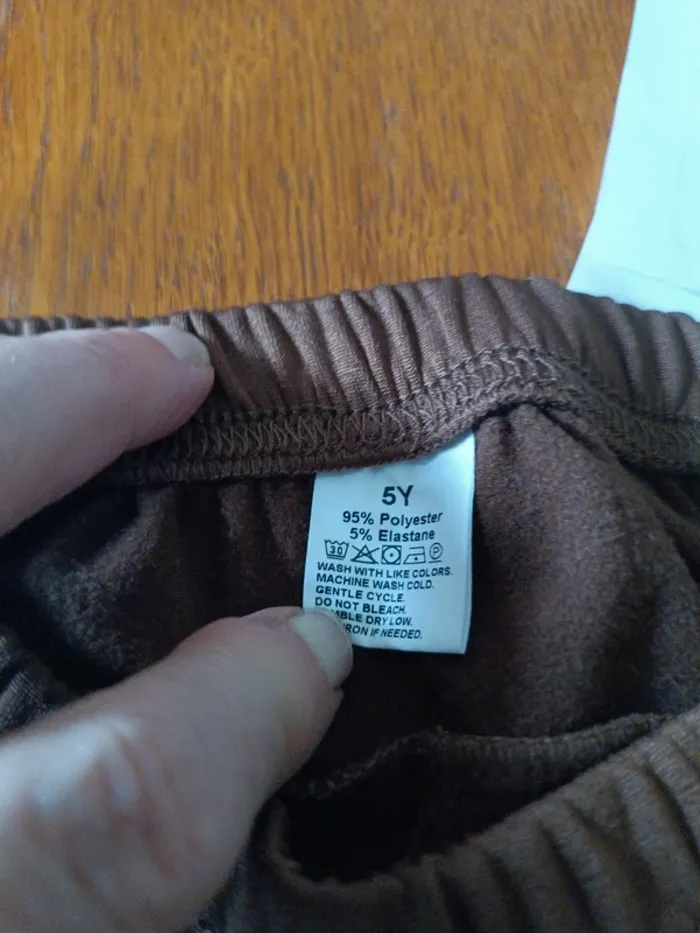 5Y
95% Polyester
5% Elastane
30 P
WASH WITH LIKE COLORS.
MACHINE WASH COLD.
GENTLE CYCLE.
DO NOT BLEACH.
DRY LOW.
IF NEEDED.